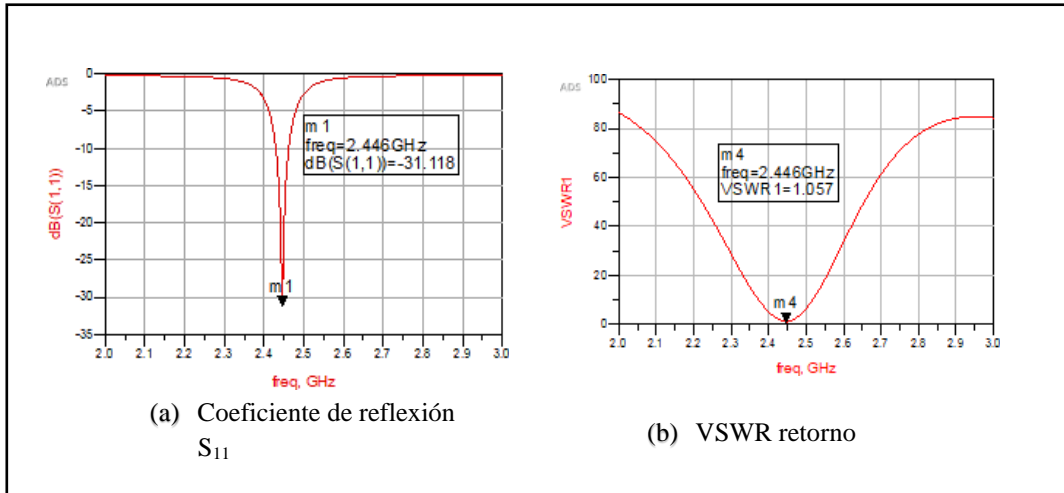 ADS
0
-5
-10
-15
-20
-25
-30
-35
dB(S(1,1))
m 1
freq=2.446GHz
dB(S(1,1))=-31.118
m 1
2.0 2.1 2.2 2.3 2.4 2.5 2.6 2.7 2.8 2.9 3.0
freq, GHz
(a) Coeficiente de reflexión
S₁₁
ADS
100
80
60
40
20
0
VSWR1
m 4
freq=2.446GHz
VSWR1=1.057
m 4
2.0 2.1 2.2 2.3 2.4 2.5 2.6 2.7 2.8 2.9 3.0
freq, GHz
(b) VSWR retorno